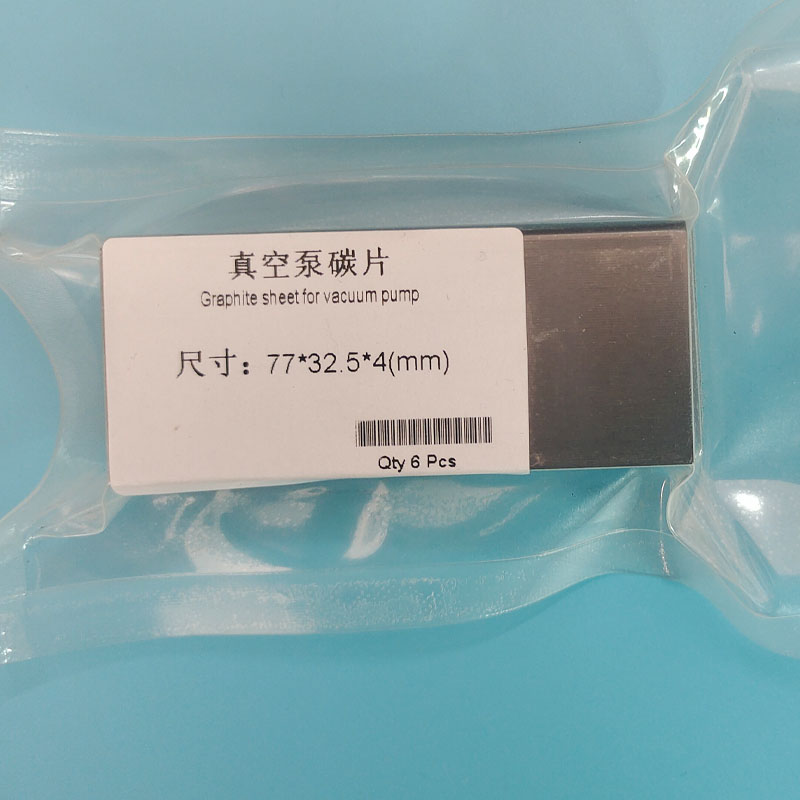 真空泵碳片
Graphite sheet for vacuum pump
尺寸：77*32.5*4(mm)
Qty 6 Pcs